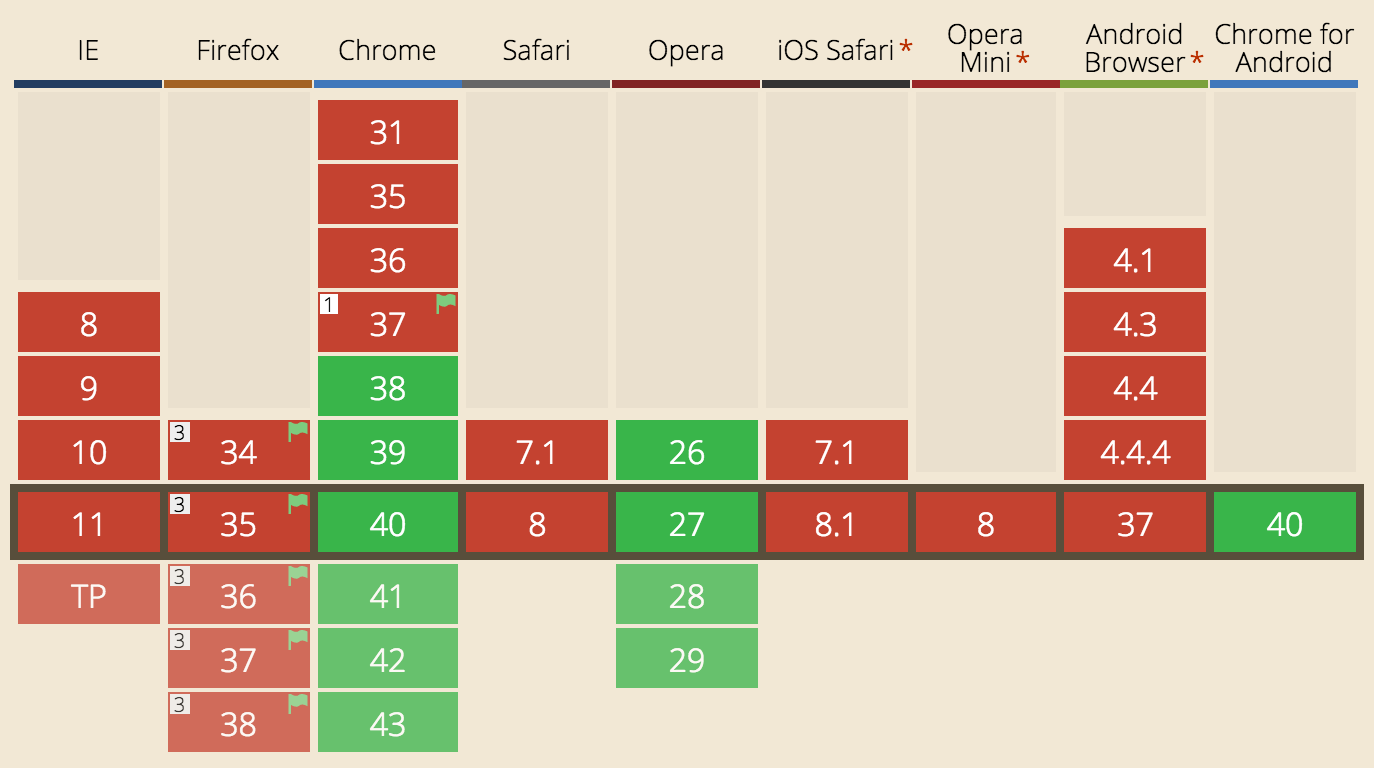 IE Firefox Chrome Safari Opera iOS Safari* Opera Mini* Android Browser* Chrome for Android
31
35
36
4.1
8 1 37 4.3
9 38 4.4
10 3 34 39 7.1 26 7.1 4.4.4
11 3 35 40 8 27 8.1 8 37 40
TP 3 36 41 28
3 37 42 29
3 38 43